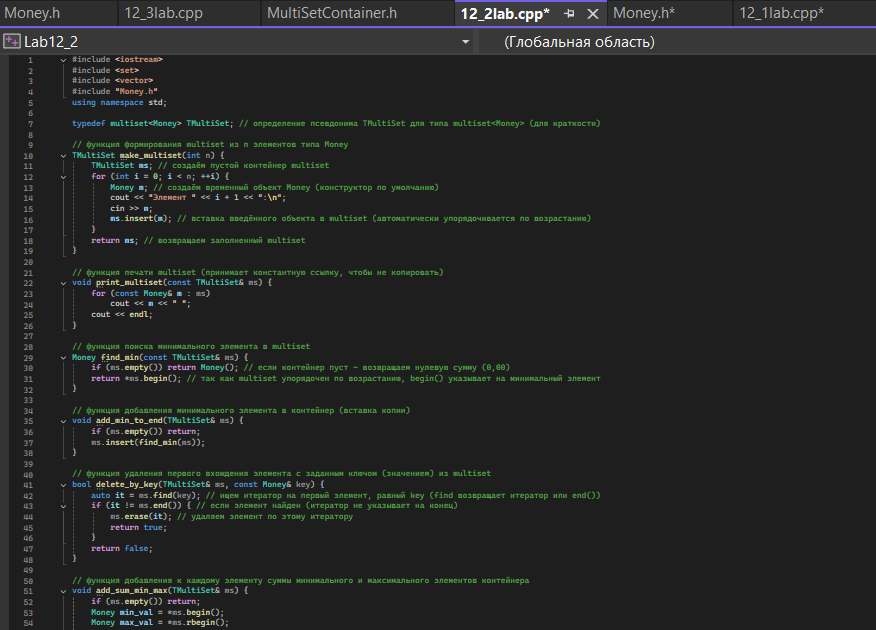 Money.h 12_3lab.cpp MultiSetContainer.h 12_2lab.cpp* Money.h* 12_1lab.cpp*
Lab12_2 (Глобальная область)
1 #include <iostream>
2 #include <set>
3 #include <vector>
4 #include "Money.h"
5 using namespace std;
6
7 typedef multiset<Money> TMultiSet; // определение псевдонима TMultiSet для типа multiset<Money> (для краткости)
8
9 // функция формирования multiset из n элементов типа Money
10 TMultiSet make_multiset(int n) {
11 TMultiSet ms; // создаём пустой контейнер multiset
12 for (int i = 0; i < n; ++i) {
13 Money m; // создаём временный объект Money (конструктор по умолчанию)
14 cout << "Элемент " << i + 1 << ":\n";
15 cin >> m;
16 ms.insert(m); // вставка введённого объекта в multiset (автоматически упорядочивается по возрастанию)
17 }
18 return ms; // возвращаем заполненный multiset
19 }
20
21 // функция печати multiset (принимает константную ссылку, чтобы не копировать)
22 void print_multiset(const TMultiSet& ms) {
23 for (const Money& m : ms)
24 cout << m << " ";
25 cout << endl;
26 }
27
28 // функция поиска минимального элемента в multiset
29 Money find_min(const TMultiSet& ms) {
30 if (ms.empty()) return Money(); // если контейнер пуст – возвращаем нулевую сумму (0,00)
31 return *ms.begin(); // так как multiset упорядочен по возрастанию, begin() указывает на минимальный элемент
32 }
33
34 // функция добавления минимального элемента в контейнер (вставка копии)
35 void add_min_to_end(TMultiSet& ms) {
36 if (ms.empty()) return;
37 ms.insert(find_min(ms));
38 }
39
40 // функция удаления первого вхождения элемента с заданным ключом (значением) из multiset
41 bool delete_by_key(TMultiSet& ms, const Money& key) {
42 auto it = ms.find(key); // ищем итератор на первый элемент, равный key (find возвращает итератор или end())
43 if (it != ms.end()) { // если элемент найден (итератор не указывает на конец)
44 ms.erase(it); // удаляем элемент по этому итератору
45 return true;
46 }
47 return false;
48 }
49
50 // функция добавления к каждому элементу суммы минимального и максимального элементов контейнера
51 void add_sum_min_max(TMultiSet& ms) {
52 if (ms.empty()) return;
53 Money min_val = *ms.begin();
54 Money max_val = *ms.rbegin();